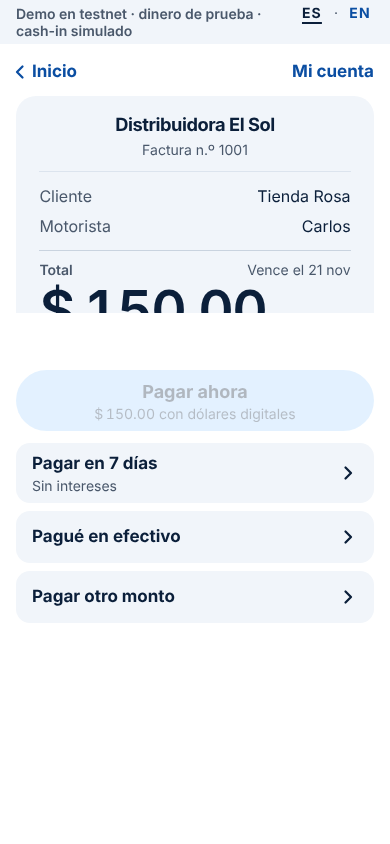 Demo en testnet · dinero de prueba ·
cash-in simulado
ES · EN
Inicio
Mi cuenta
Distribuidora El Sol
Factura n.º 1001
Cliente
Tienda Rosa
Motorista
Carlos
Total
Vence el 21 nov
$ 150.00
Pagar ahora
$ 150.00 con dólares digitales
Pagar en 7 días
Sin intereses
Pagué en efectivo
Pagar otro monto